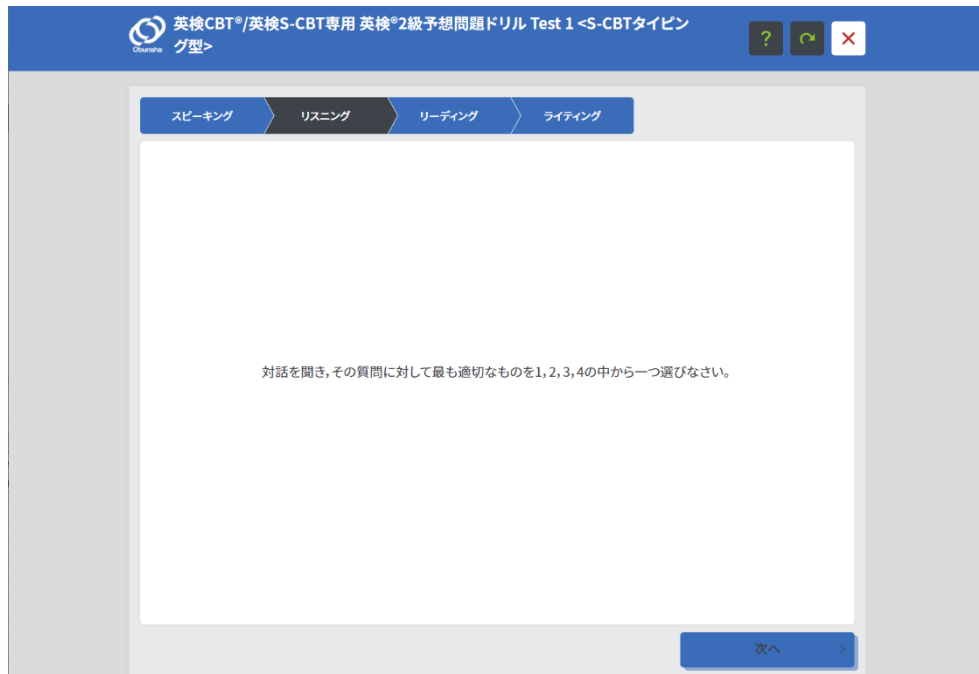 英検CBT®/英検S-CBT専用 英検®2級予想問題ドリル Test 1 <S-CBTタイピン
グ型>
Obunsha
?
スピーキング
リスニング
リーディング
ライティング
対話を聞き,その質問に対して最も適切なものを1,2,3,4の中から一つ選びなさい。
次へ